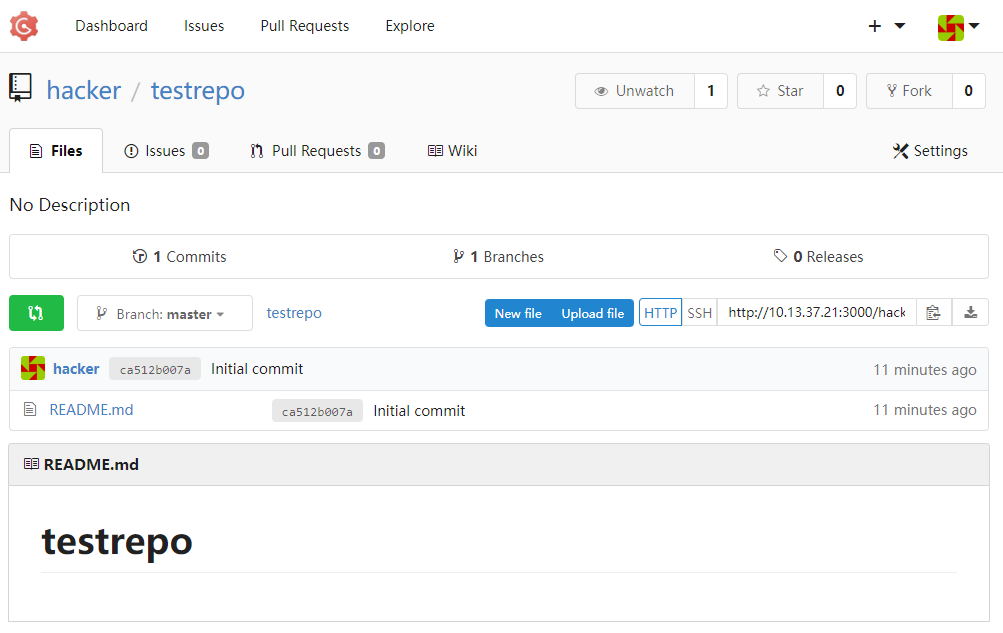 Dashboard Issues Pull Requests Explore +
hacker / testrepo Unwatch 1 Star 0 Fork 0
Files Issues 0 Pull Requests 0 Wiki Settings
No Description
1 Commits 1 Branches 0 Releases
Branch: master testrepo New file Upload file HTTP SSH http://10.13.37.21:3000/hack
hacker ca512b007a Initial commit 11 minutes ago
README.md ca512b007a Initial commit 11 minutes ago
README.md
testrepo